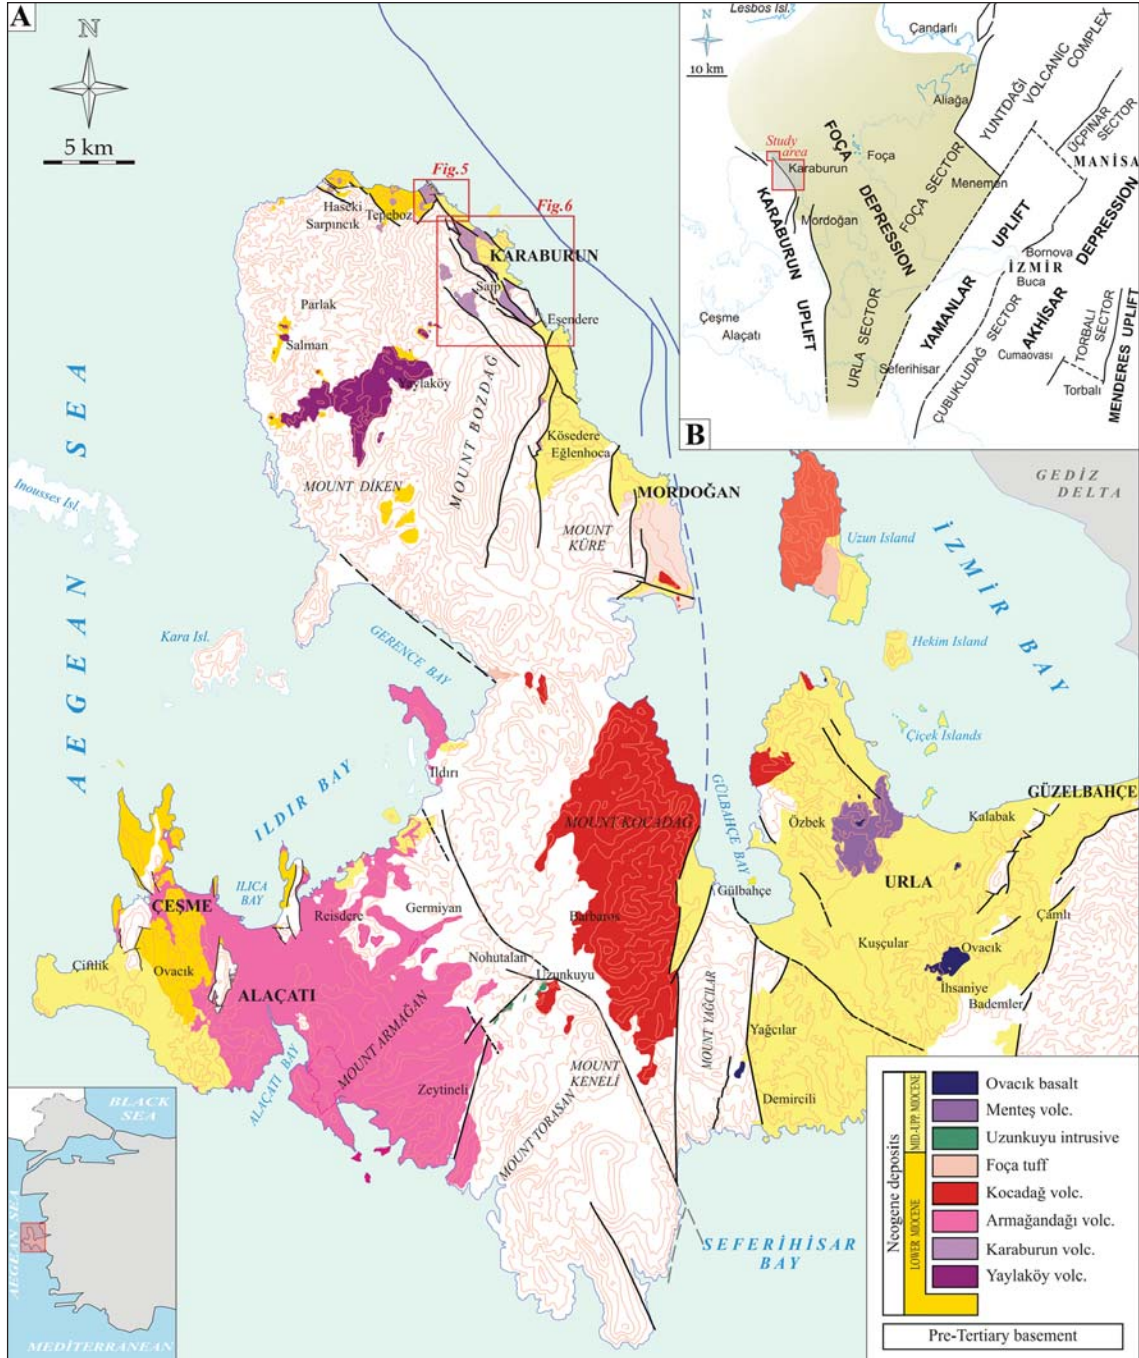 A
N
5 km
Fig.5
Fig.6
Haseki
Sarpıncık
Tepeboz
KARABURUN
Saip
Eşendere
Parlak
Salman
Yaylaköy
MOUNT BOZDAĞ
Kösedere
Eğlenhoca
MOUNT DİKEN
MORDOĞAN
MOUNT
KÜRE
AEGEAN SEA
İnousses Isl.
Kara Isl.
GERENCE BAY
GEDİZ
DELTA
Uzun Island
Hekim Island
Çiçek Islands
İZMİR BAY
Ildırı
ILDIR BAY
MOUNT KOCADAĞ
GÜLBAHÇE BAY
Özbek
GÜZELBAHÇE
Kalabak
URLA
ILICA
BAY
ÇEŞME
Reisdere
Germiyan
Barbaros
Gülbahçe
Çamlı
Kuşçular
Ovacık
Çiftlik
Ovacık
Nohutalan
Uzunkuyu
İhsaniye
Bademler
ALAÇATI
MOUNT ARMAĞAN
MOUNT YAĞCILAR
Yağcılar
ALAÇATI BAY
Zeytineli
MOUNT
KENELİ
MOUNT TORASAN
Demircili
SEFERIHISAR
BAY
B
N
10 km
Lesbos Isl.
Çandarlı
Aliağa
YUNTDAĞI
VOLCANIC
COMPLEX
ÜÇPINAR
SECTOR
MANİSA
Study
area
FOÇA
DEPRESSION
Foça
FOÇA SECTOR
Menemen
Karaburun
KARABURUN
UPLIFT
Mordoğan
YAMANLAR
UPLIFT
Bornova
İZMİR
Buca
AKHİSAR
DEPRESSION
Çeşme
Alaçatı
URLA SECTOR
Seferihisar
ÇUBUKLUDAĞ SECTOR
Cumaovası
TORBALI
SECTOR
Torbalı
MENDERES UPLIFT
BLACK
SEA
AEGEAN SEA
MEDİTERRANEAN
Neogene deposits
MID-UPP. MIOCENE
LOWER MIOCENE
Ovacık basalt
Menteş volc.
Uzunkuyu intrusive
Foça tuff
Kocadağ volc.
Armağandağı volc.
Karaburun volc.
Yaylaköy volc.
Pre-Tertiary basement